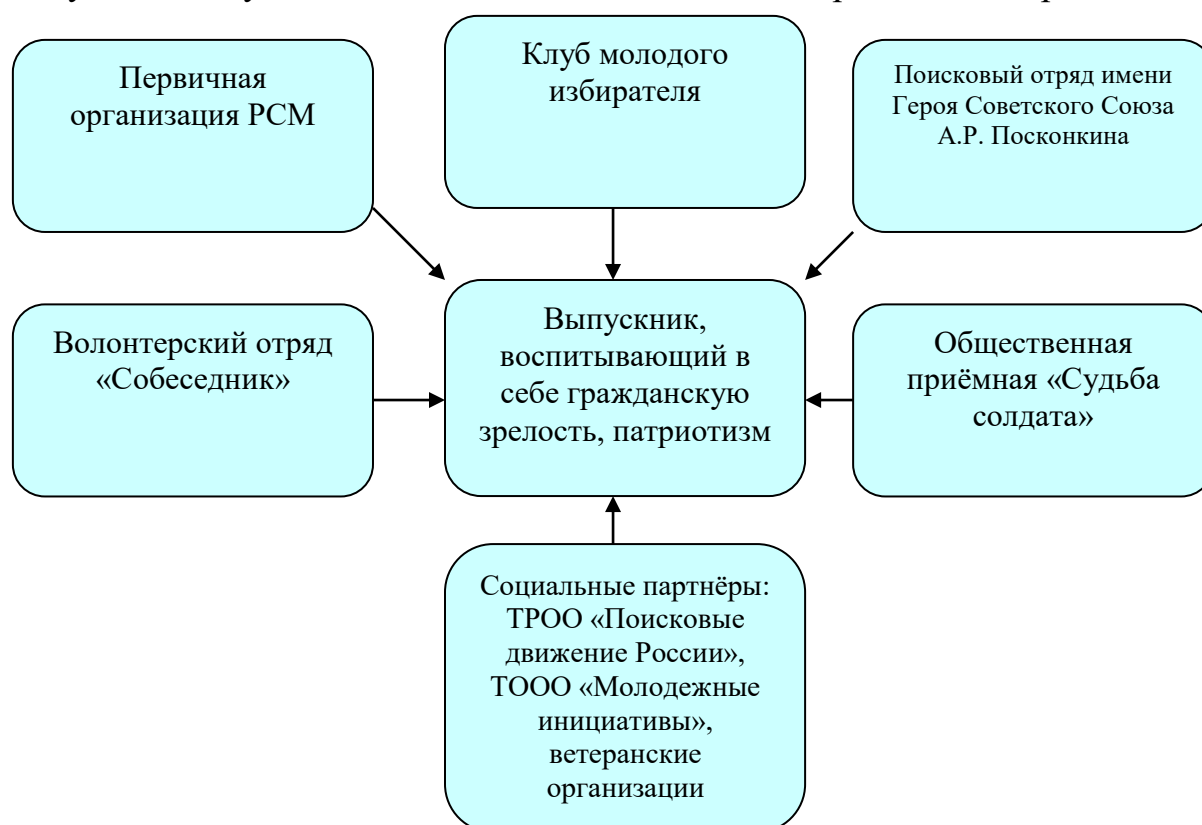 Первичная
организация РСМ
Клуб молодого
избирателя
Поисковый отряд имени
Героя Советского Союза
А.Р. Посконкина
Волонтерский отряд
«Собеседник»
Выпускник,
воспитывающий в
себе гражданскую
зрелость, патриотизм
Общественная
приёмная «Судьба
солдата»
Социальные партнёры:
ТРОО «Поисковые
движение России»,
ТООО «Молодежные
инициативы»,
ветеранские
организации